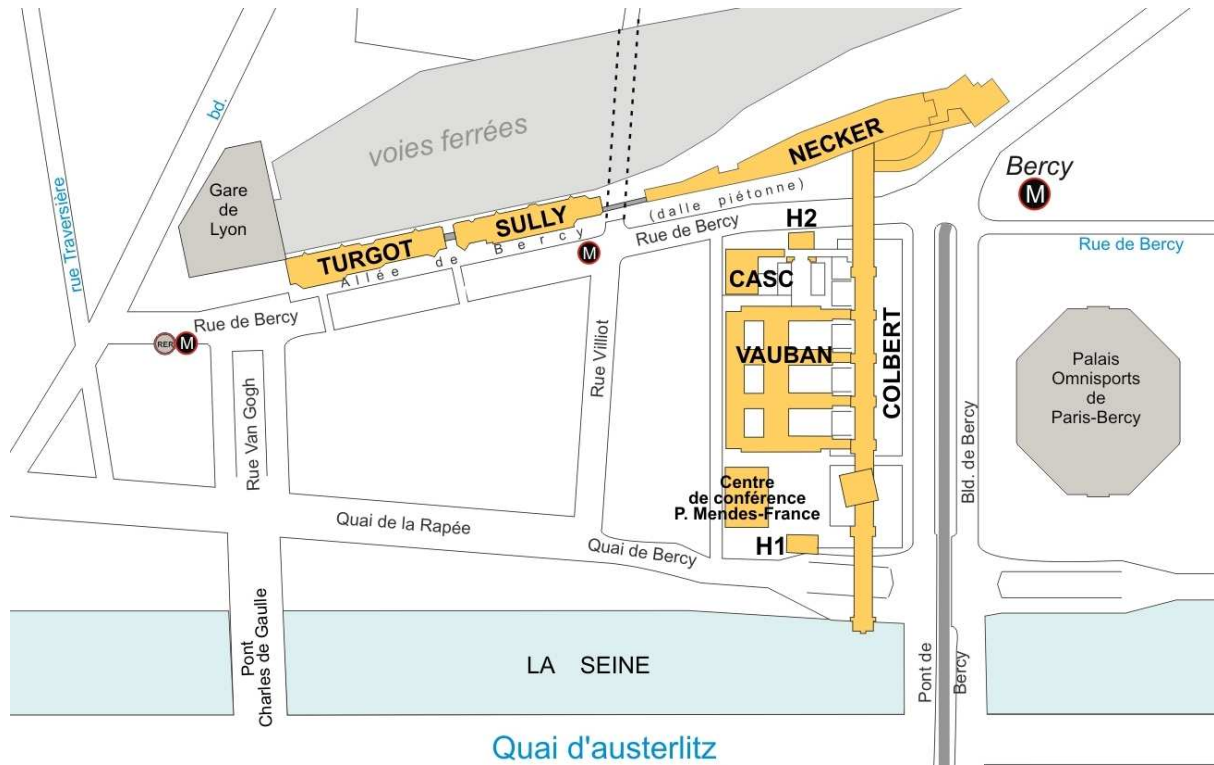 bd.
voies ferrées
NECKER
rue Traversière
Gare
de
Lyon
Bercy
M
SULLY
(dalle piétonne)
H2
Rue de Bercy
Rue de Bercy
TURGOT
Allée de Bercy
M
CASC
Rue de Bercy
RER M
VAUBAN
COLBERT
Rue Villiot
Palais
Omnisports
de
Paris-Bercy
Rue Van Gogh
Bld. de Bercy
Centre
de conférence
P. Mendes-France
Quai de la Rapée
Quai de Bercy
H1
Pont
Charles de Gaulle
LA SEINE
Pont de
Bercy
Quai d'austerlitz